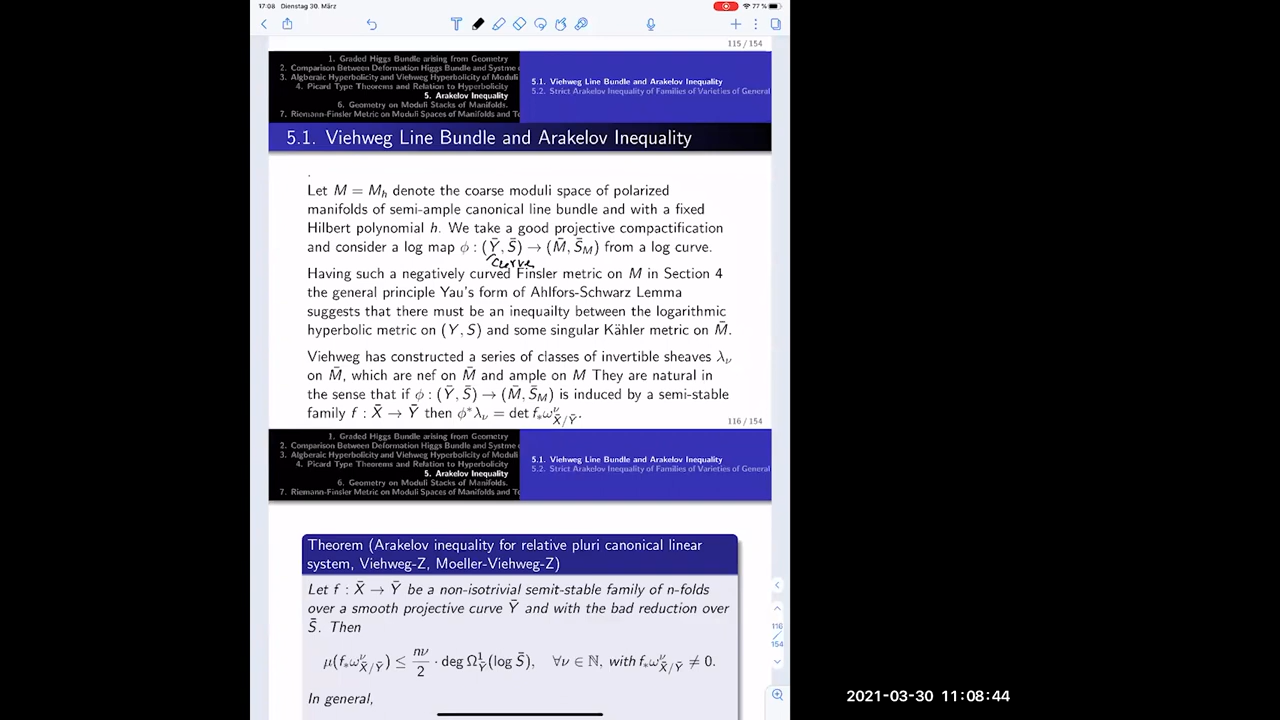 17:08 Dienstag 30. März
77 %
115 / 154
1. Graded Higgs Bundle arising from Geometry
2. Comparison Between Deformation Higgs Bundle and Systme o
3. Algberaic Hyperbolicity and Viehweg Hyperbolicity of Moduli
4. Picard Type Theorems and Relation to Hyperbolicity
5. Arakelov Inequality
6. Geometry on Moduli Stacks of Manifolds.
7. Riemann-Finsler Metric on Moduli Spaces of Manifolds and To
5.1. Viehweg Line Bundle and Arakelov Inequality
5.2. Strict Arakelov Inequality of Families of Varieties of General
5.1. Viehweg Line Bundle and Arakelov Inequality
Let M = M_h denote the coarse moduli space of polarized
manifolds of semi-ample canonical line bundle and with a fixed
Hilbert polynomial h. We take a good projective compactification
and consider a log map ϕ : (Ȳ, S̄) → (M̄, S̄_M) from a log curve.
curve
Having such a negatively curved Finsler metric on M in Section 4
the general principle Yau's form of Ahlfors-Schwarz Lemma
suggests that there must be an inequailty between the logarithmic
hyperbolic metric on (Y, S) and some singular Kähler metric on M̄.
Viehweg has constructed a series of classes of invertible sheaves λ_ν
on M̄, which are nef on M̄ and ample on M They are natural in
the sense that if ϕ : (Ȳ, S̄) → (M̄, S̄_M) is induced by a semi-stable
family f : X̄ → Ȳ then ϕ*λ_ν = det f_*ω^ν_{X̄/Ȳ}.
116 / 154
1. Graded Higgs Bundle arising from Geometry
2. Comparison Between Deformation Higgs Bundle and Systme o
3. Algberaic Hyperbolicity and Viehweg Hyperbolicity of Moduli
4. Picard Type Theorems and Relation to Hyperbolicity
5. Arakelov Inequality
6. Geometry on Moduli Stacks of Manifolds.
7. Riemann-Finsler Metric on Moduli Spaces of Manifolds and To
5.1. Viehweg Line Bundle and Arakelov Inequality
5.2. Strict Arakelov Inequality of Families of Varieties of General
Theorem (Arakelov inequality for relative pluri canonical linear
system, Viehweg-Z, Moeller-Viehweg-Z)
Let f : X̄ → Ȳ be a non-isotrivial semit-stable family of n-folds
over a smooth projective curve Ȳ and with the bad reduction over
S̄. Then
μ(f_*ω^ν_{X̄/Ȳ}) ≤ nν/2 · deg Ω^1_Ȳ(log S̄), ∀ν ∈ ℕ, with f_*ω^ν_{X̄/Ȳ} ≠ 0.
In general,
116
/
154
2021-03-30 11:08:44